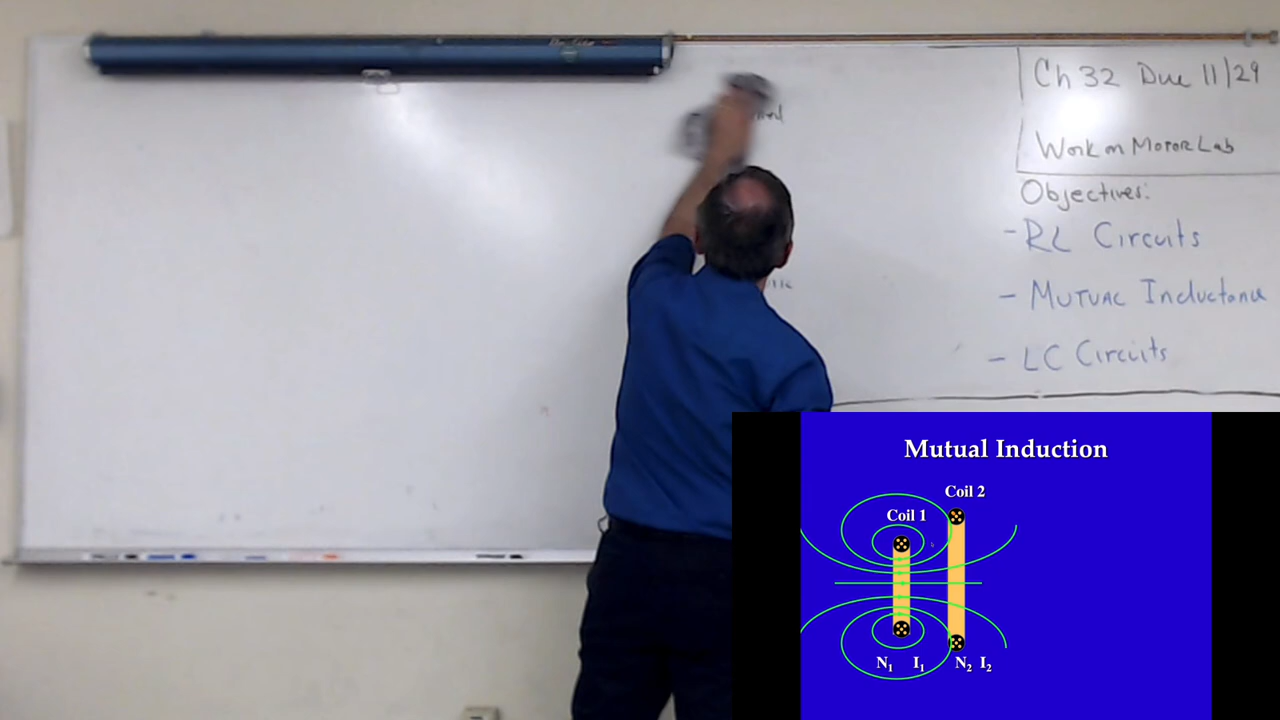 Ch 32 Due 11/29
Work on Motor Lab
Objectives:
- RL Circuits
- Mutual Inductance
- LC Circuits
Mutual Induction
Coil 2
Coil 1
N1 I1 N2 I2